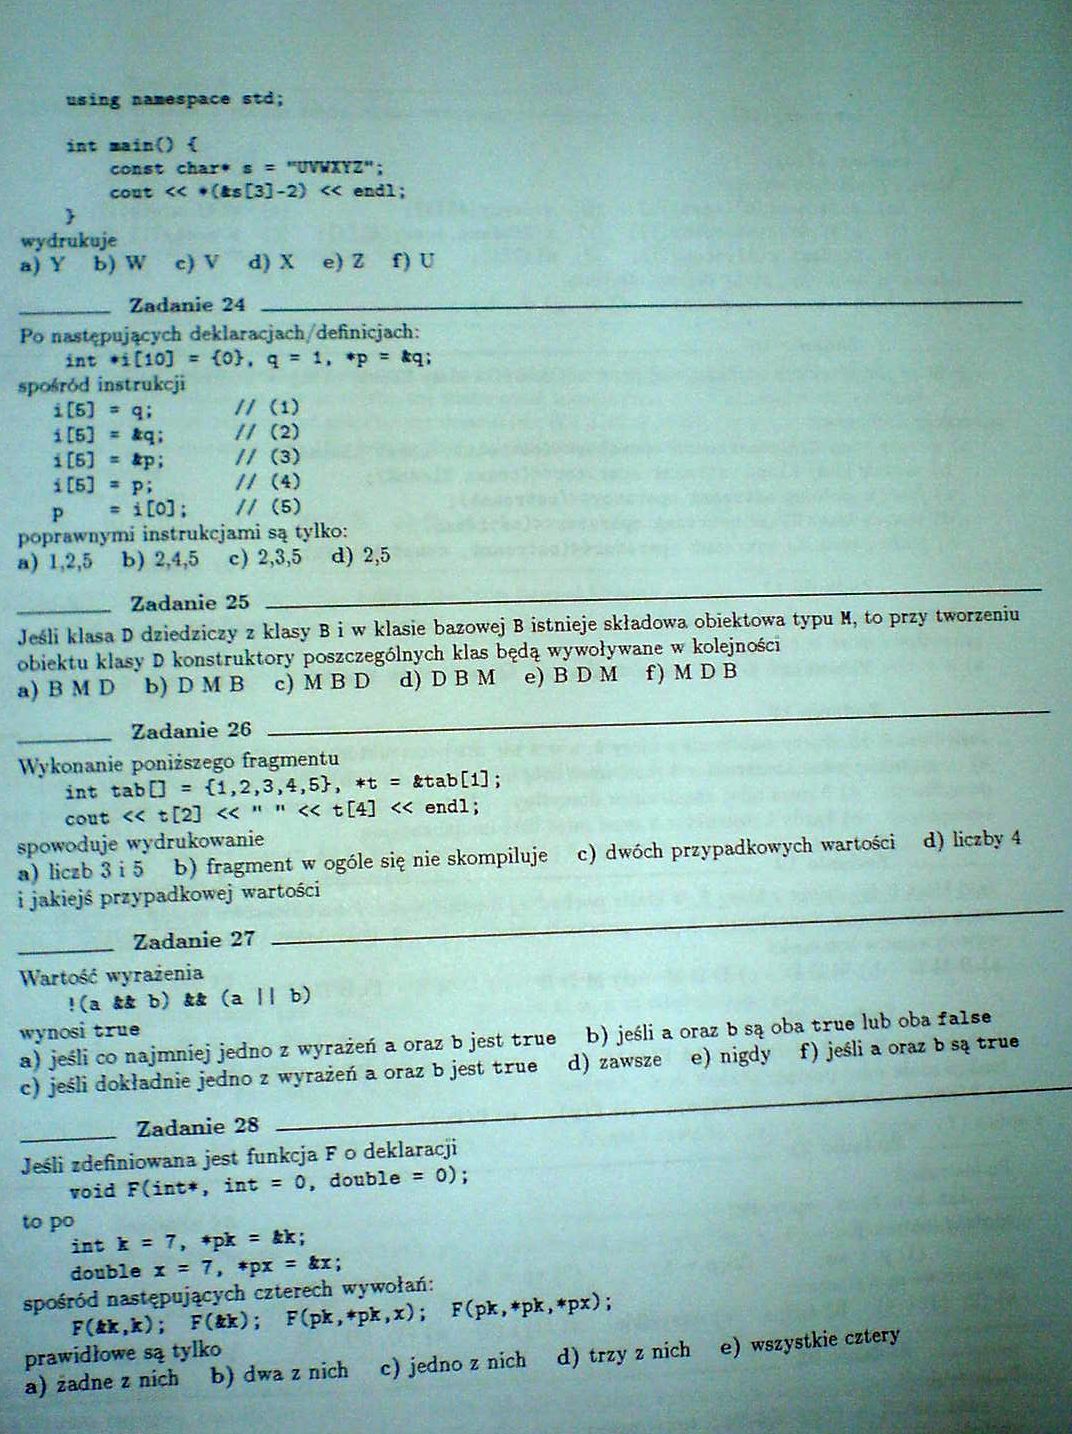 using namespace std;
int main() {
const char* s = "UVWXYZ";
cout << *(&s[3]-2) << endl;
}
wydrukuje
a) Y b) W c) V d) X e) Z f) U
Zadanie 24
Po następujących deklaracjach/definicjach:
int *i[10] = {0}, q = 1, *p = &q;
spośród instrukcji
i[5] = q; // (1)
i[5] = &q; // (2)
i[5] = &p; // (3)
i[5] = p; // (4)
p = i[0]; // (5)
poprawnymi instrukcjami są tylko:
a) 1,2,5 b) 2,4,5 c) 2,3,5 d) 2,5
Zadanie 25
Jeśli klasa D dziedziczy z klasy B i w klasie bazowej B istnieje składowa obiektowa typu M, to przy tworzeniu
obiektu klasy D konstruktory poszczególnych klas będą wywoływane w kolejności
a) B M D b) D M B c) M B D d) D B M e) B D M f) M D B
Zadanie 26
Wykonanie poniższego fragmentu
int tab[] = {1,2,3,4,5}, *t = &tab[1];
cout << t[2] << " " << t[4] << endl;
spowoduje wydrukowanie
a) liczb 3 i 5 b) fragment w ogóle się nie skompiluje c) dwóch przypadkowych wartości d) liczby 4
i jakiejś przypadkowej wartości
Zadanie 27
Wartość wyrażenia
!(a && b) && (a || b)
wynosi true
a) jeśli co najmniej jedno z wyrażeń a oraz b jest true b) jeśli a oraz b są oba true lub oba false
c) jeśli dokładnie jedno z wyrażeń a oraz b jest true d) zawsze e) nigdy f) jeśli a oraz b są true
Zadanie 28
Jeśli zdefiniowana jest funkcja F o deklaracji
void F(int*, int = 0, double = 0);
to po
int k = 7, *pk = &k;
double x = 7, *px = &x;
spośród następujących czterech wywołań:
F(&k,k); F(&k); F(pk,*pk,x); F(pk,*pk,*px);
prawidłowe są tylko
a) żadne z nich b) dwa z nich c) jedno z nich d) trzy z nich e) wszystkie cztery